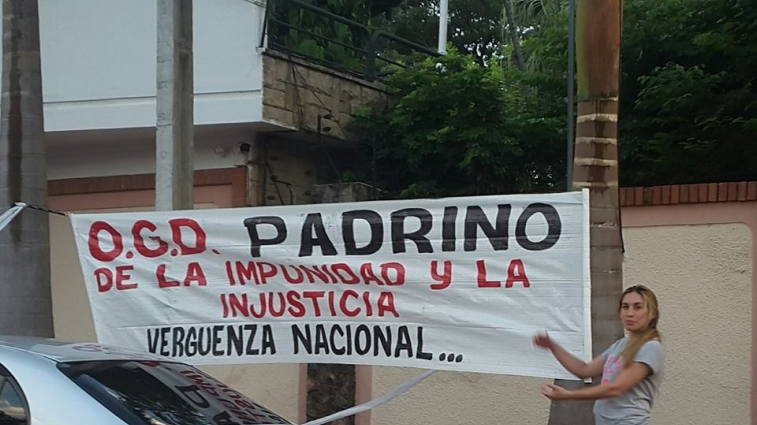 O.G.D. PADRINO
DE LA IMPUNIDAD Y LA
INJUSTICIA
VERGUENZA NACIONAL...